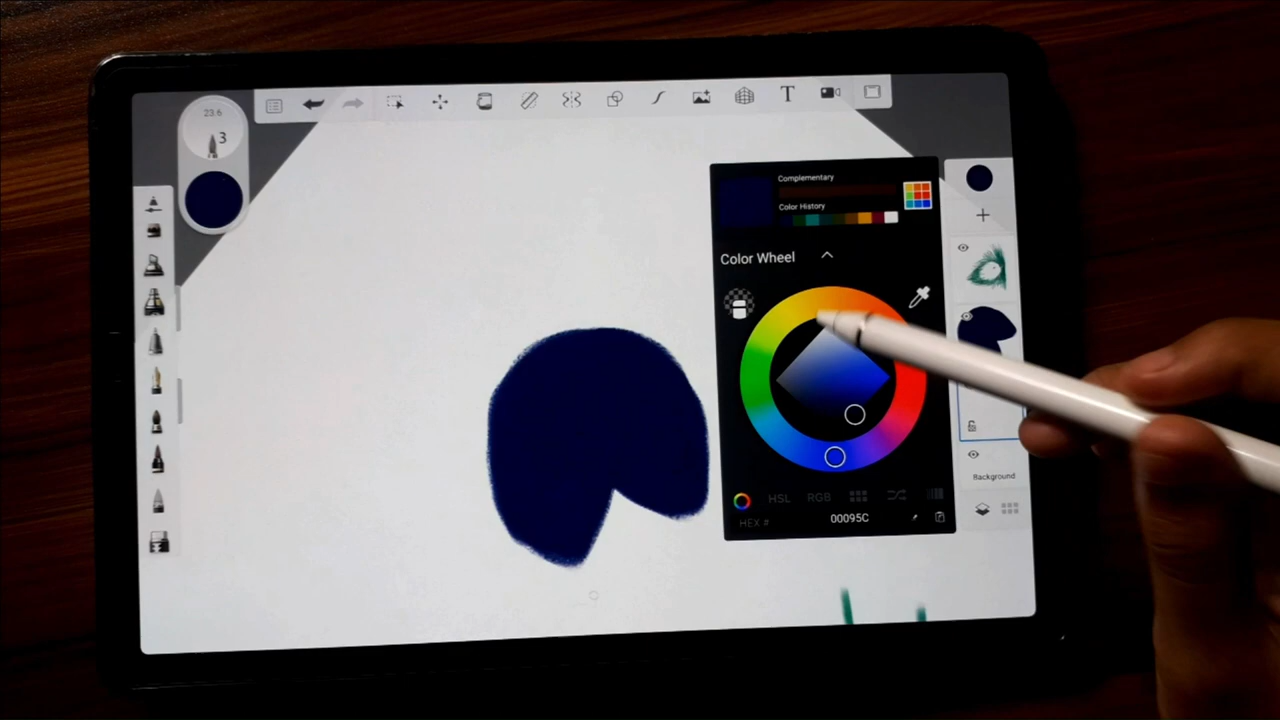 23.6
3
T
Complementary
Color History
Color Wheel
HSL RGB
HEX # 00095C
Background